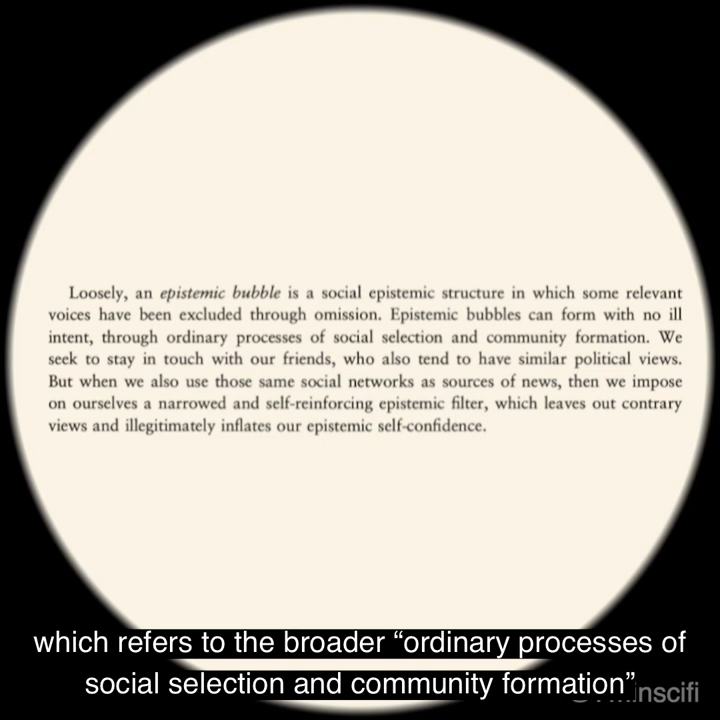 Loosely, an epistemic bubble is a social epistemic structure in which some relevant
voices have been excluded through omission. Epistemic bubbles can form with no ill
intent, through ordinary processes of social selection and community formation. We
seek to stay in touch with our friends, who also tend to have similar political views.
But when we also use those same social networks as sources of news, then we impose
on ourselves a narrowed and self-reinforcing epistemic filter, which leaves out contrary
views and illegitimately inflates our epistemic self-confidence.
which refers to the broader “ordinary processes of
social selection and community formation”